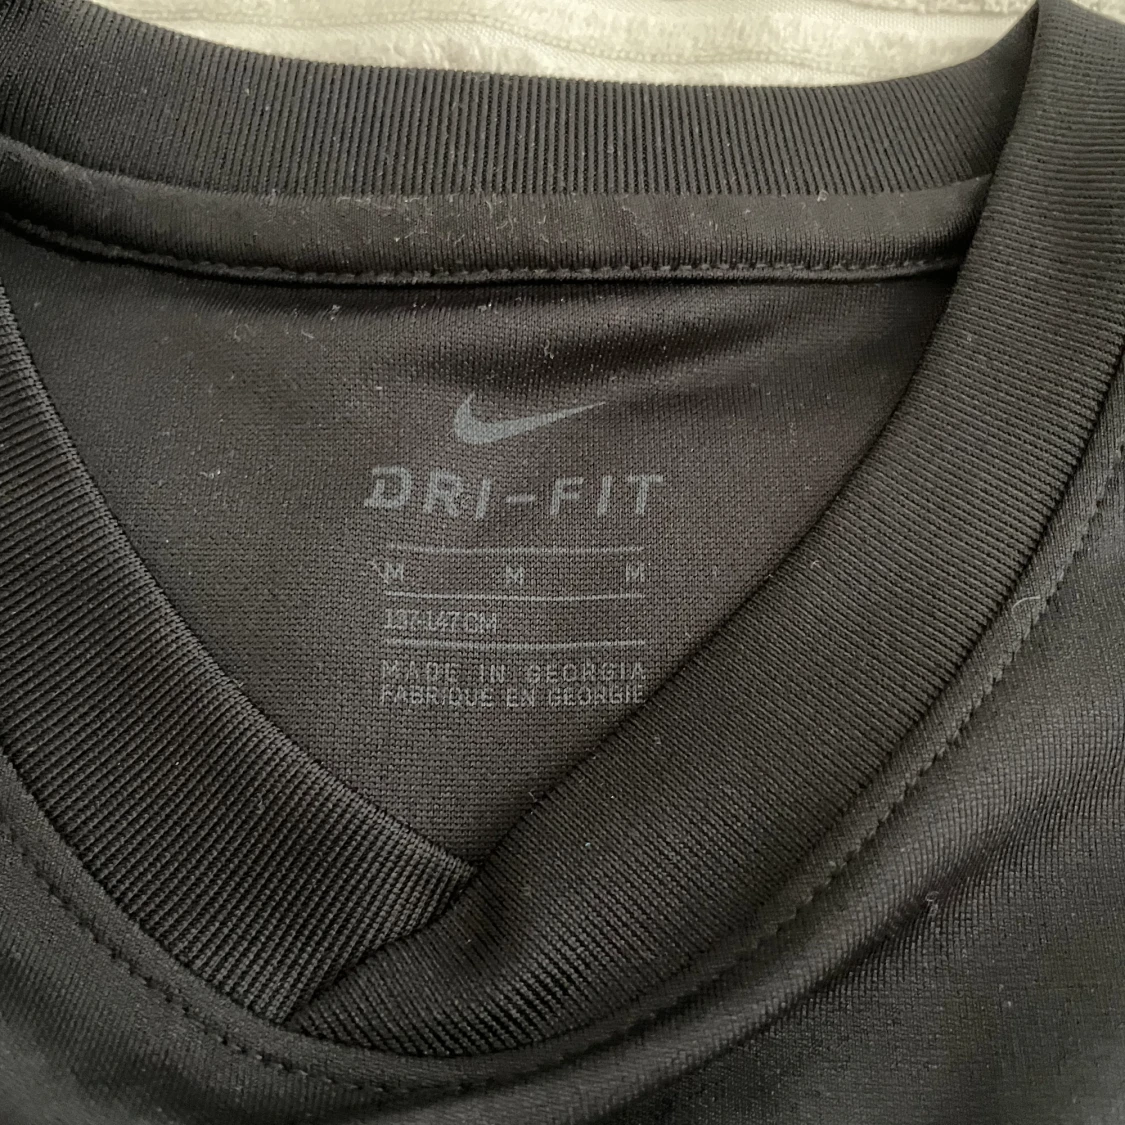 DRI-FIT
M M M
137-147 CM
MADE IN GEORGIA
FABRIQUE EN GEORGIE